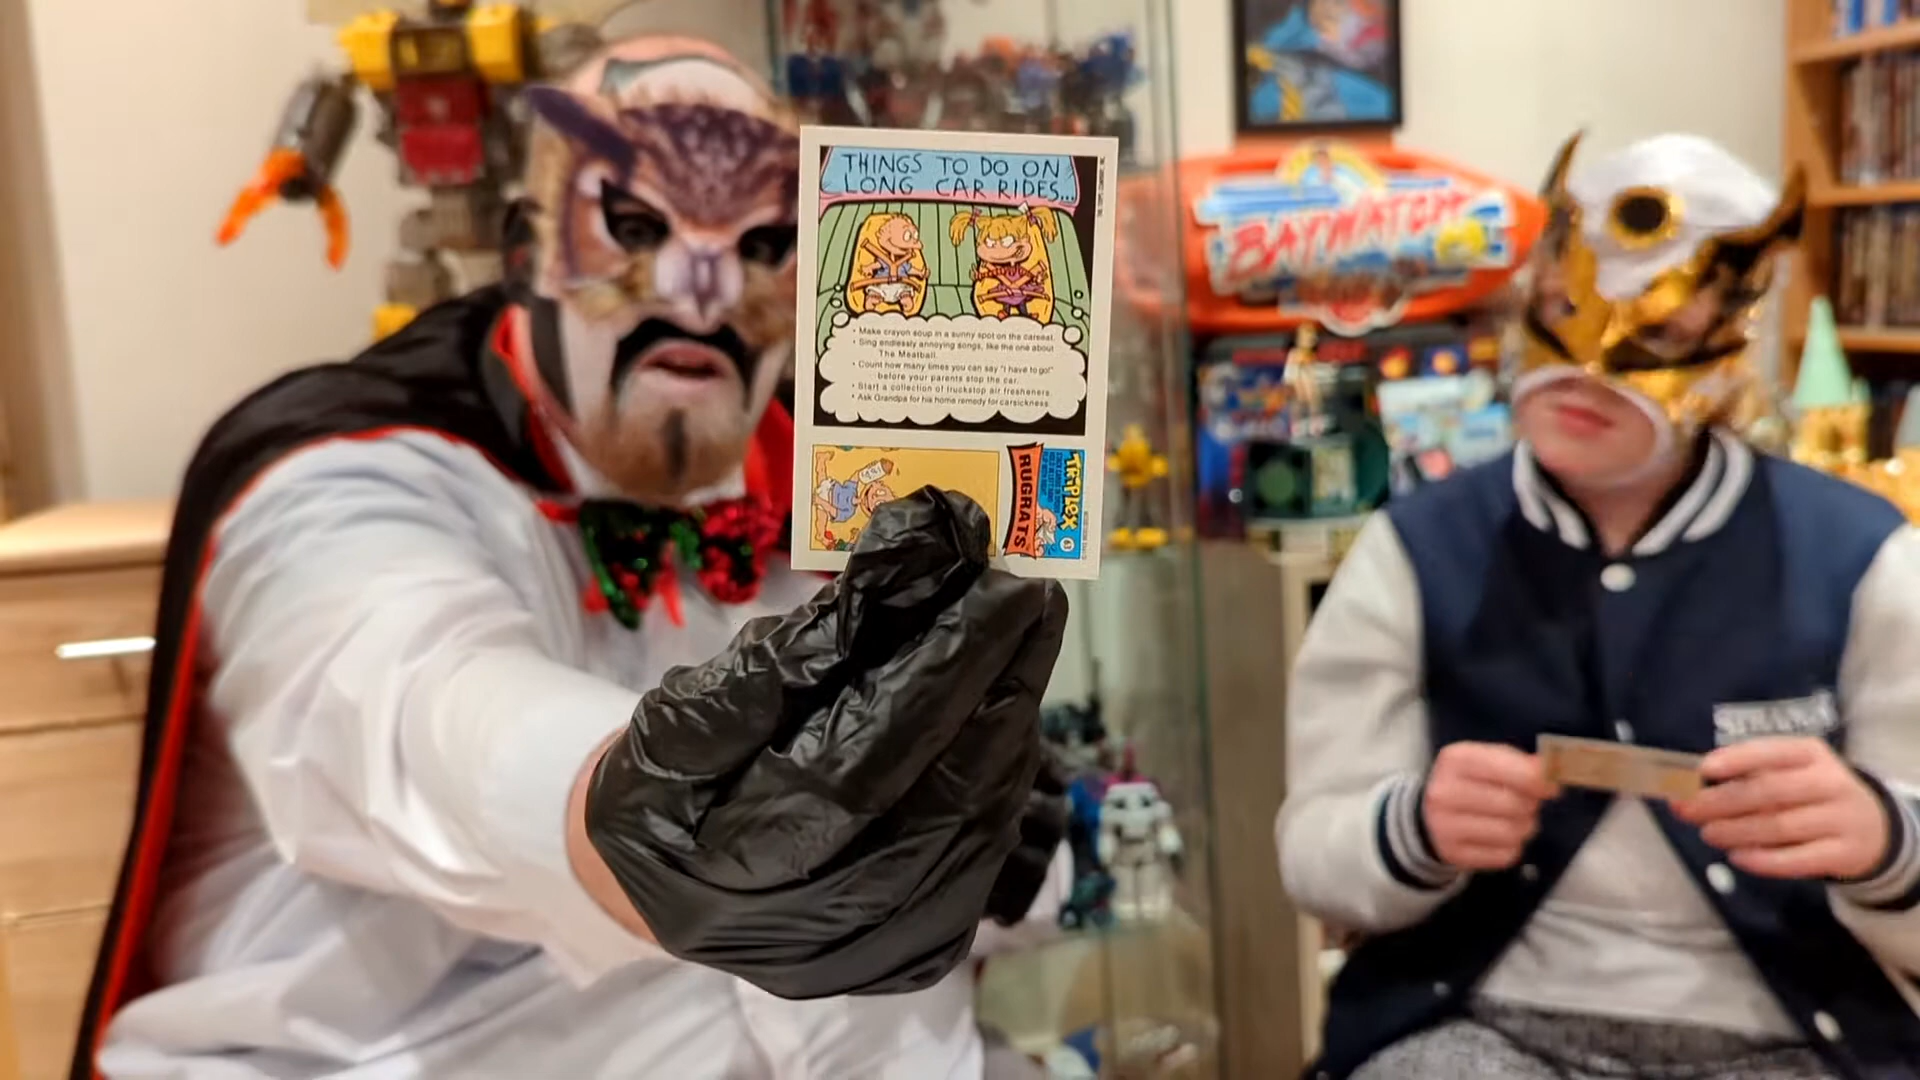 THINGS TO DO ON
LONG CAR RIDES...
• Make crayon soup in a sunny spot on the carseat.
• Sing endlessly annoying songs, like the one about
The Meatball.
• Count how many times you can say "I have to go!"
before your parents stop the car.
• Start a collection of truckstop air fresheners.
• Ask Grandpa for his home remedy for carsickness.
TRIPLEX
RUGRATS
61
BAYWATCH
STRANGER